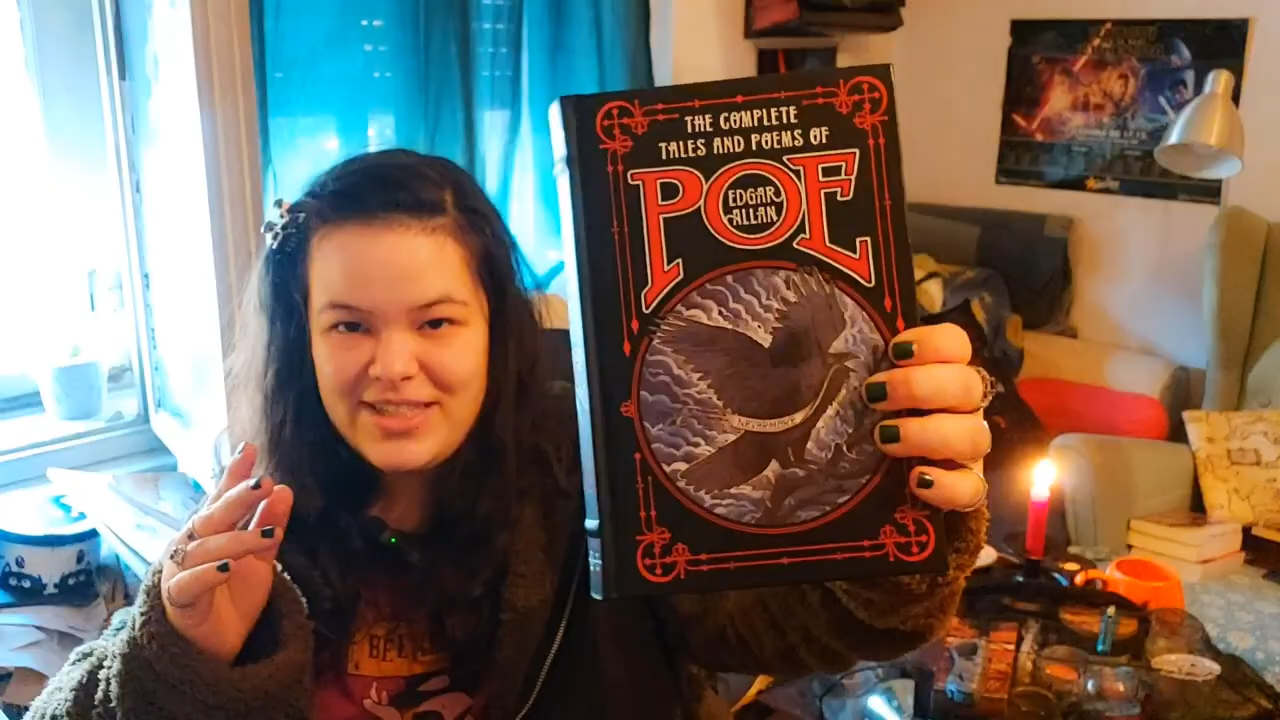 THE COMPLETE
TALES AND POEMS OF
POE
EDGAR
ALLAN
NEVERMORE